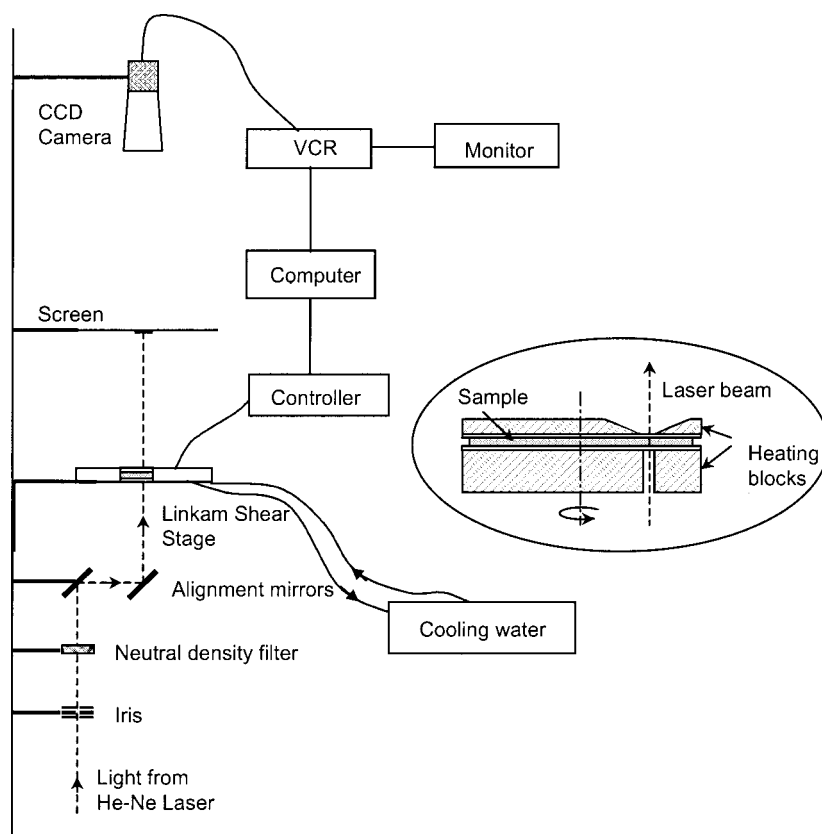 CCD
Camera
VCR
Monitor
Computer
Screen
Controller
Sample
Laser beam
Heating
blocks
Linkam Shear
Stage
Alignment mirrors
Cooling water
Neutral density filter
Iris
Light from
He-Ne Laser